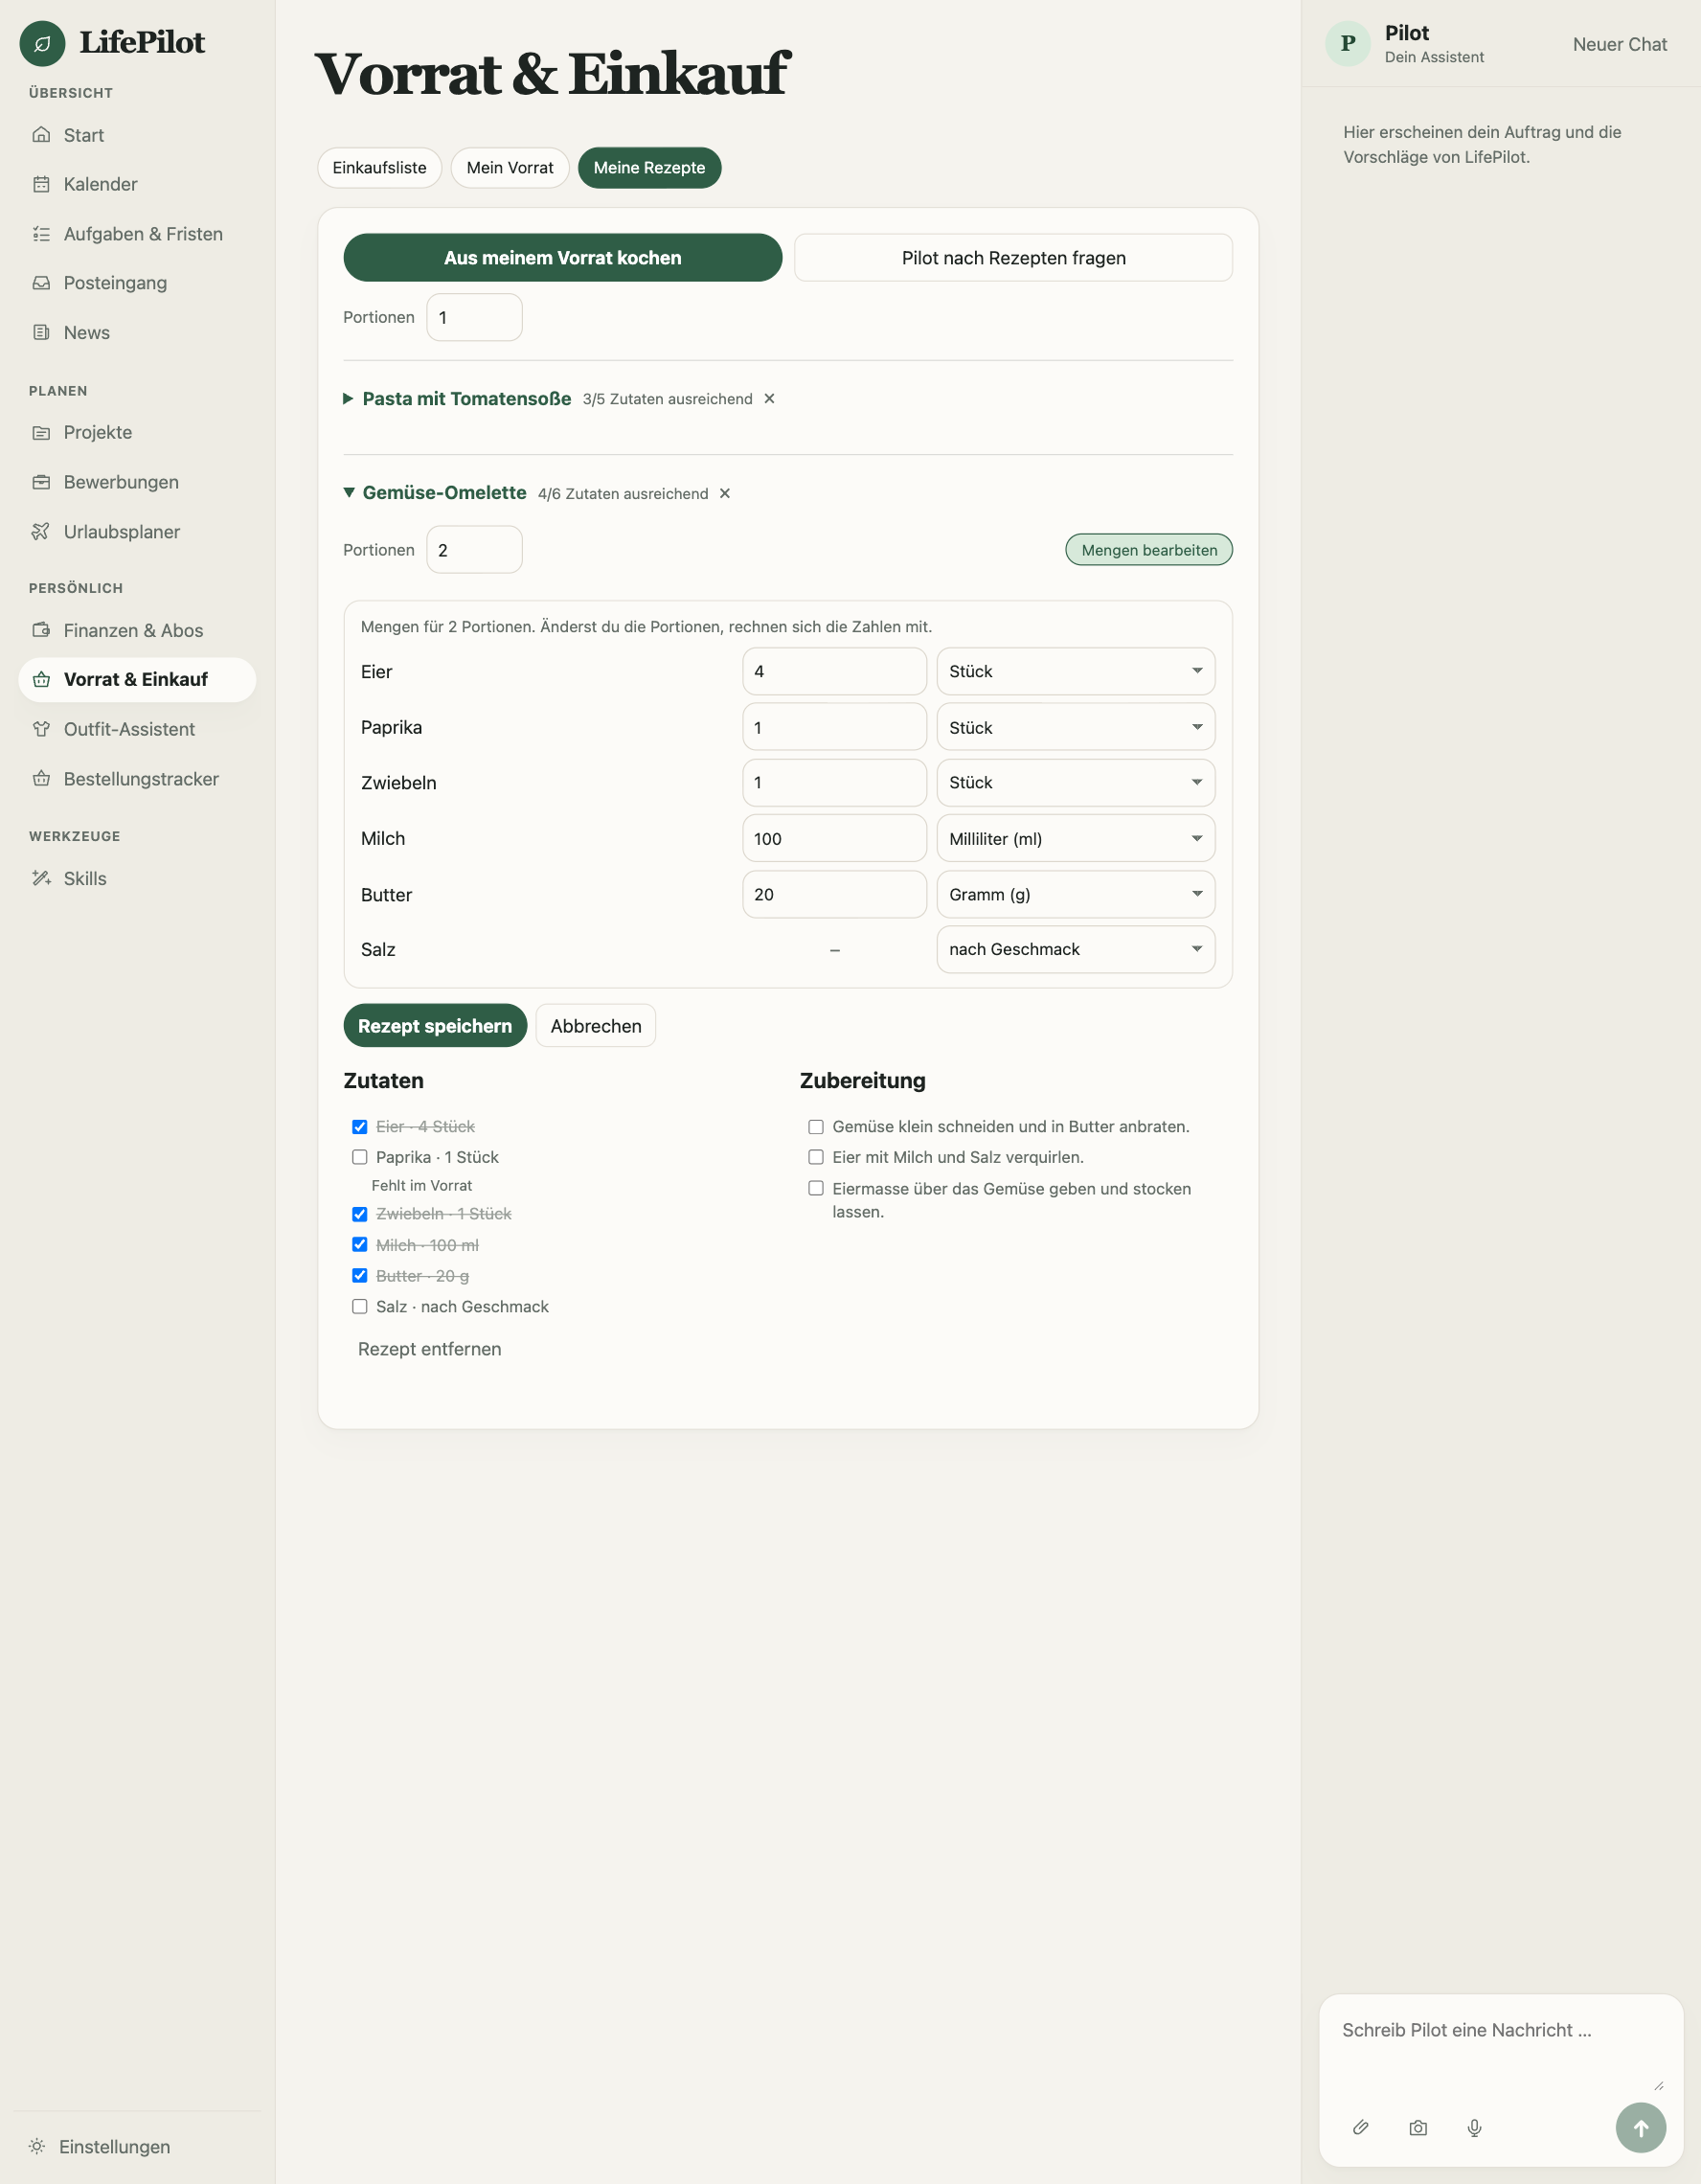 LifePilot
ÜBERSICHT
Start
Kalender
Aufgaben & Fristen
Posteingang
News
PLANEN
Projekte
Bewerbungen
Urlaubsplaner
PERSÖNLICH
Finanzen & Abos
Vorrat & Einkauf
Outfit-Assistent
Bestellungstracker
WERKZEUGE
Skills
Einstellungen
Vorrat & Einkauf
Einkaufsliste Mein Vorrat Meine Rezepte
Aus meinem Vorrat kochen Pilot nach Rezepten fragen
Portionen 1
Pasta mit Tomatensoße 3/5 Zutaten ausreichend ✕
Gemüse-Omelette 4/6 Zutaten ausreichend ✕
Portionen 2 Mengen bearbeiten
Mengen für 2 Portionen. Änderst du die Portionen, rechnen sich die Zahlen mit.
Eier 4 Stück
Paprika 1 Stück
Zwiebeln 1 Stück
Milch 100 Milliliter (ml)
Butter 20 Gramm (g)
Salz – nach Geschmack
Rezept speichern Abbrechen
Zutaten
Eier · 4 Stück
Paprika · 1 Stück
Fehlt im Vorrat
Zwiebeln · 1 Stück
Milch · 100 ml
Butter · 20 g
Salz · nach Geschmack
Rezept entfernen
Zubereitung
Gemüse klein schneiden und in Butter anbraten.
Eier mit Milch und Salz verquirlen.
Eiermasse über das Gemüse geben und stocken
lassen.
P Pilot
Dein Assistent
Neuer Chat
Hier erscheinen dein Auftrag und die
Vorschläge von LifePilot.
Schreib Pilot eine Nachricht ...